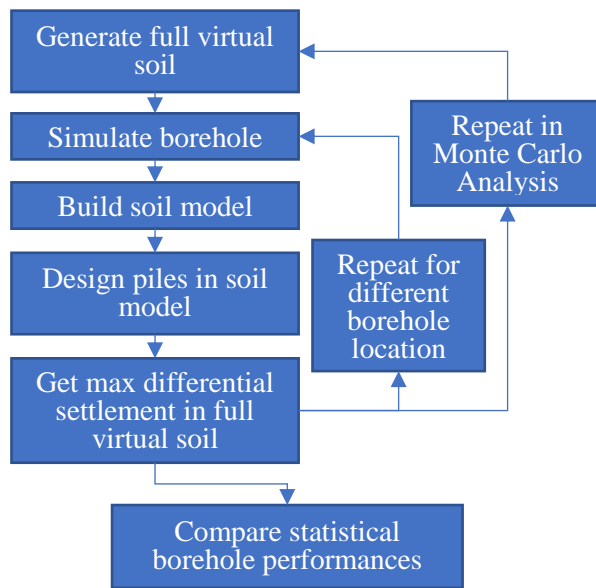 Generate full virtual
soil
Simulate borehole
Build soil model
Design piles in soil
model
Get max differential
settlement in full
virtual soil
Repeat for
different
borehole
location
Repeat in
Monte Carlo
Analysis
Compare statistical
borehole performances